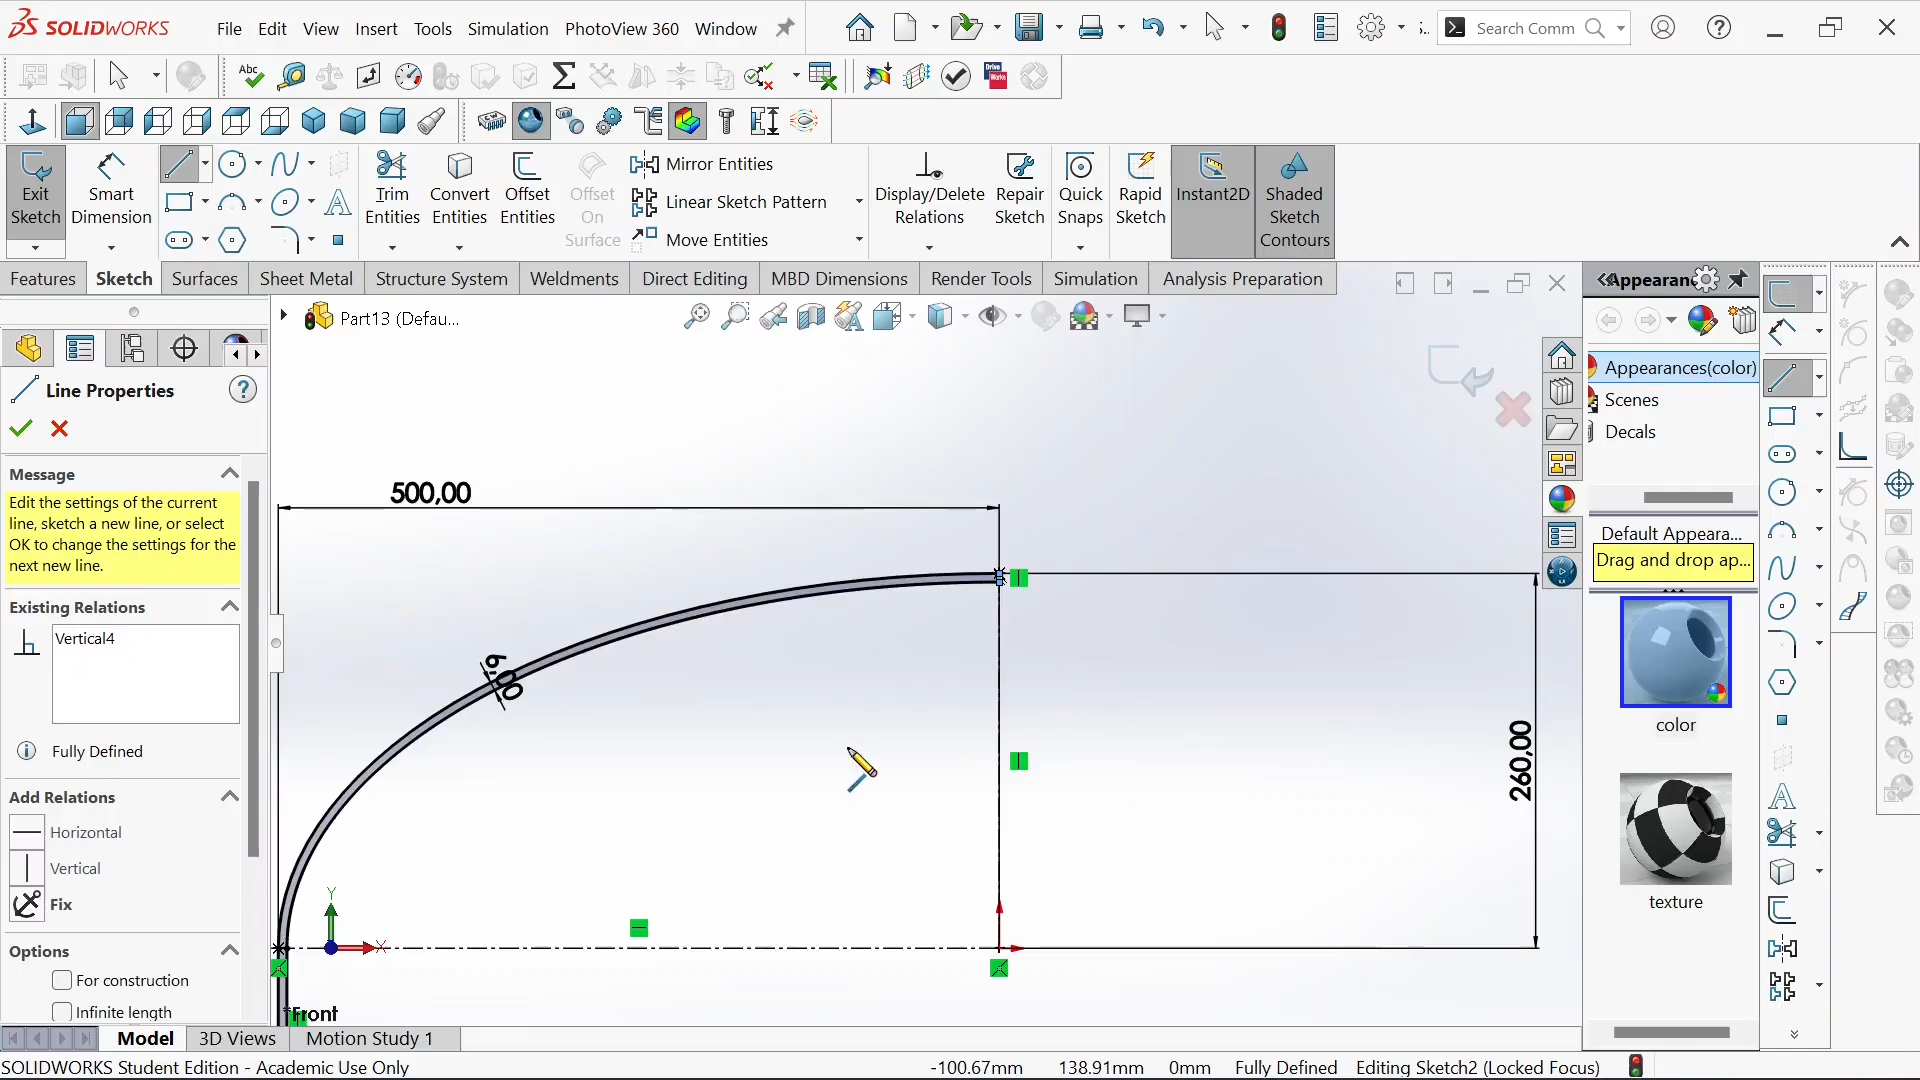 SOLIDWORKS
File Edit View Insert Tools Simulation PhotoView 360 Window
Search Comm
Abc
Exit Sketch
Smart Dimension
Trim Entities
Convert Entities
Offset Entities
Offset On Surface
Mirror Entities
Linear Sketch Pattern
Move Entities
Display/Delete Relations
Repair Sketch
Quick Snaps
Rapid Sketch
Instant2D
Shaded Sketch Contours
Features Sketch Surfaces Sheet Metal Structure System Weldments Direct Editing MBD Dimensions Render Tools Simulation Analysis Preparation
Part13 (Defau...
Line Properties
Message
Edit the settings of the current
line, sketch a new line, or select
OK to change the settings for the
next new line.
Existing Relations
Vertical4
Fully Defined
Add Relations
Horizontal
Vertical
Fix
Options
For construction
Infinite length
500,00
6,00
260,00
Y
X
*Front
Appearan
Appearances(color)
Scenes
Decals
Default Appeara...
Drag and drop ap...
color
texture
Model 3D Views Motion Study 1
SOLIDWORKS Student Edition - Academic Use Only
-100.67mm 138.91mm 0mm Fully Defined Editing Sketch2 (Locked Focus)